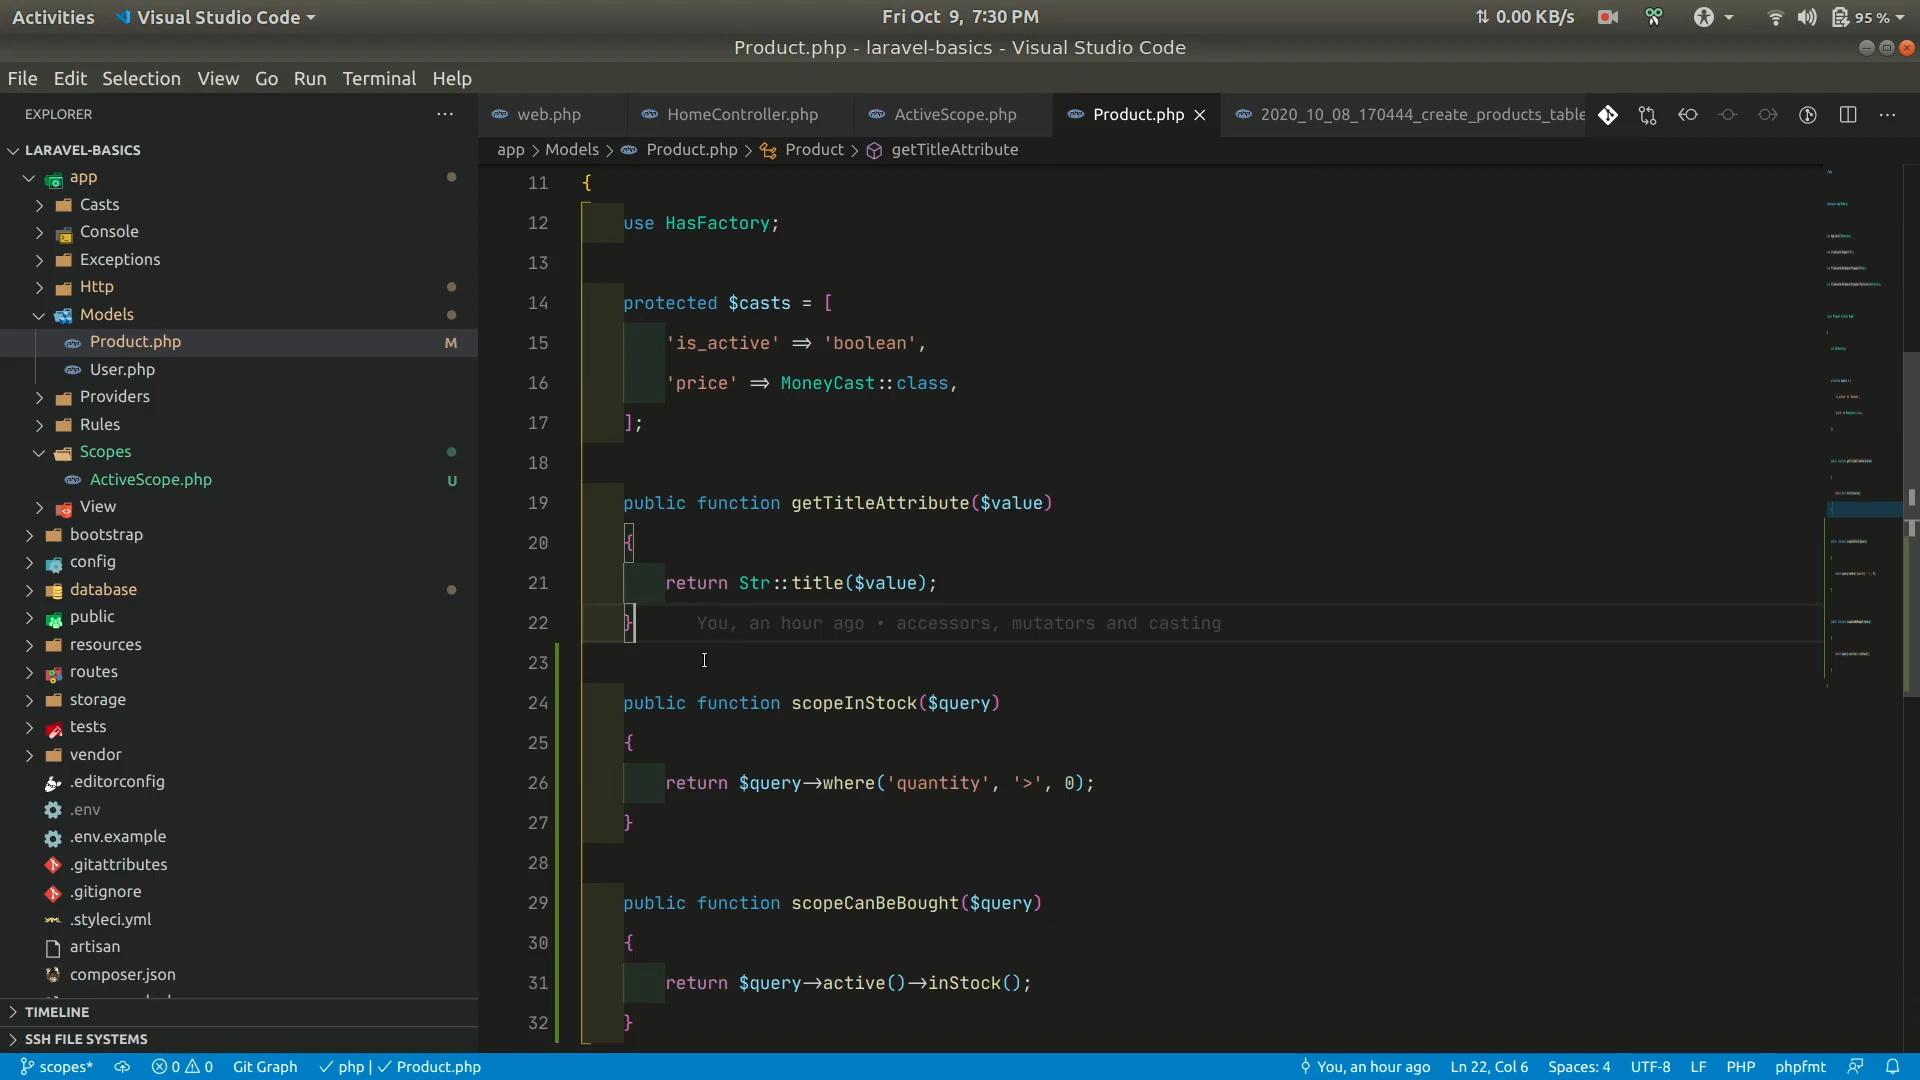 Activities Visual Studio Code Fri Oct 9, 7:30 PM 0.00 KB/s 95 %
Product.php - laravel-basics - Visual Studio Code
File Edit Selection View Go Run Terminal Help
EXPLORER
web.php HomeController.php ActiveScope.php Product.php 2020_10_08_170444_create_products_table
app > Models > Product.php > Product > getTitleAttribute
LARAVEL-BASICS
app
Casts
Console
Exceptions
Http
Models
Product.php M
User.php
Providers
Rules
Scopes
ActiveScope.php U
View
bootstrap
config
database
public
resources
routes
storage
tests
vendor
.editorconfig
.env
.env.example
.gitattributes
.gitignore
.styleci.yml
artisan
composer.json
TIMELINE
SSH FILE SYSTEMS
11 {
12 use HasFactory;
13
14 protected $casts = [
15 'is_active' => 'boolean',
16 'price' => MoneyCast::class,
17 ];
18
19 public function getTitleAttribute($value)
20 {
21 return Str::title($value);
22 } You, an hour ago • accessors, mutators and casting
23
24 public function scopeInStock($query)
25 {
26 return $query->where('quantity', '>', 0);
27 }
28
29 public function scopeCanBeBought($query)
30 {
31 return $query->active()->inStock();
32 }
scopes* 0 0 Git Graph ✓ php | ✓ Product.php You, an hour ago Ln 22, Col 6 Spaces: 4 UTF-8 LF PHP phpfmt